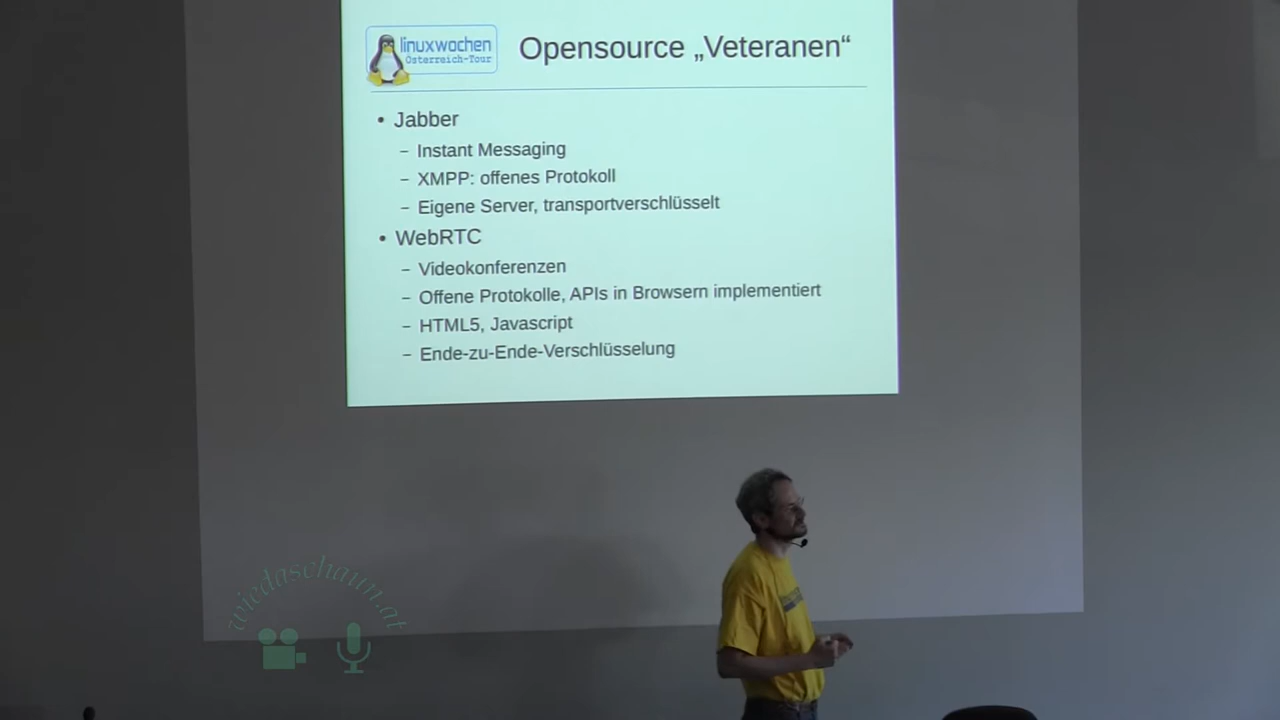 linuxwochen
Österreich-Tour
Opensource „Veteranen“
• Jabber
– Instant Messaging
– XMPP: offenes Protokoll
– Eigene Server, transportverschlüsselt
• WebRTC
– Videokonferenzen
– Offene Protokolle, APIs in Browsern implementiert
– HTML5, Javascript
– Ende-zu-Ende-Verschlüsselung
wiedaschaun.at